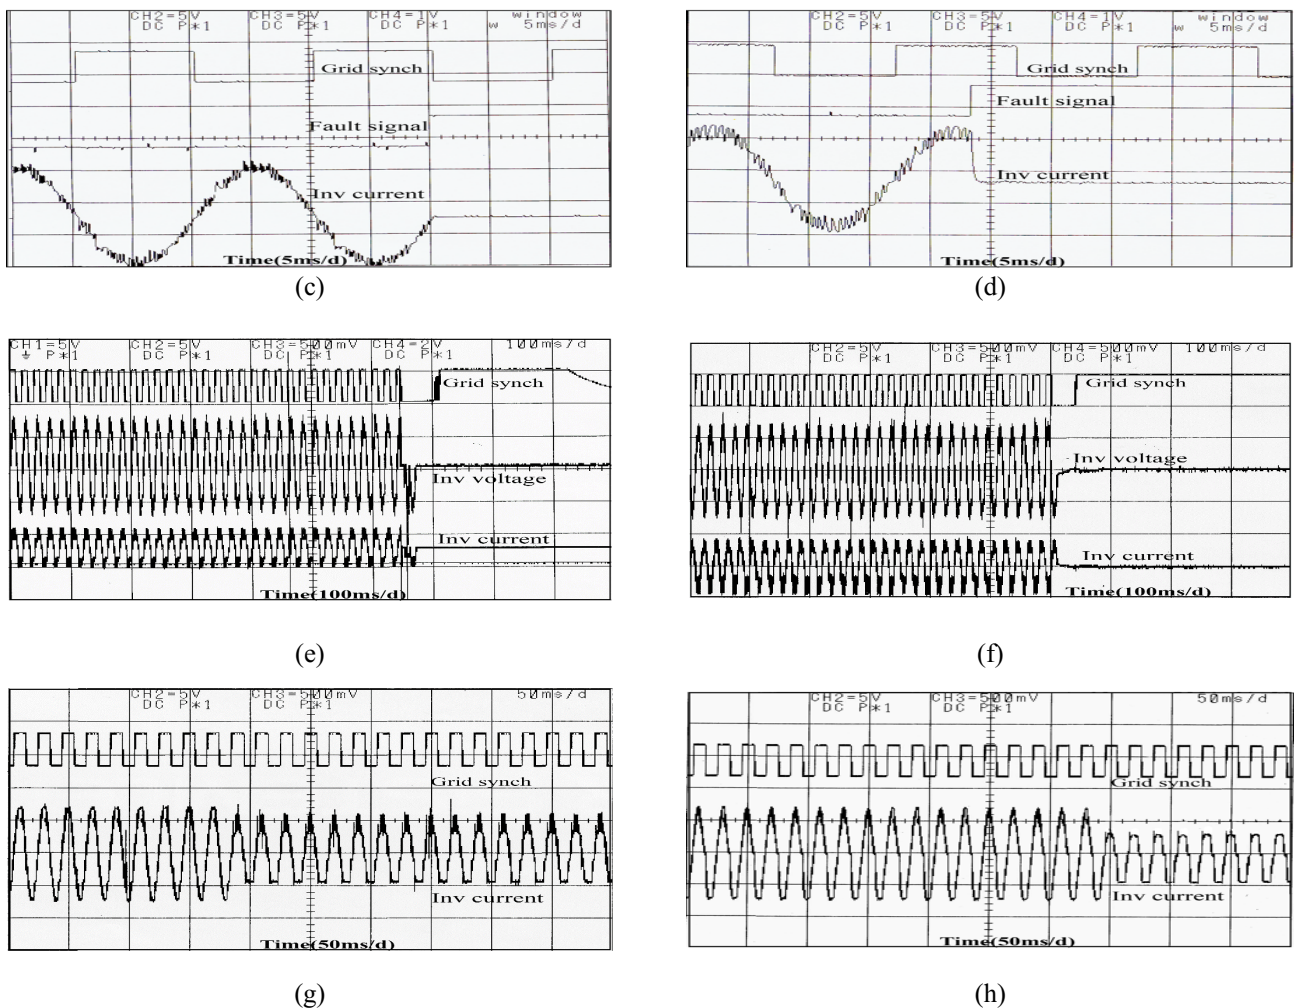 CH2=5V CH3=5V CH4=1V window
DC P*1 DC P*1 DC P*1 w 5ms/d
Grid synch
Fault signal
Inv current
Time(5ms/d)
(c)
CH2=5V CH3=5V CH4=1V window
DC P*1 DC P*1 DC P*1 w 5ms/d
Grid synch
Fault signal
Inv current
Time(5ms/d)
(d)
CH1=5V CH2=5V CH3=500mV CH4=2V 100ms/d
P*1 DC P*1 DC P*1 DC P*1
Grid synch
Inv voltage
Inv current
Time(100ms/d)
(e)
CH2=5V CH3=500mV CH4=500mV 100ms/d
DC P*1 DC P*1 DC P*1
Grid synch
Inv voltage
Inv current
Time(100ms/d)
(f)
CH2=5V CH3=500mV 50ms/d
DC P*1 DC P*1
Grid synch
Inv current
Time(50ms/d)
(g)
CH2=5V CH3=500mV 50ms/d
DC P*1 DC P*1
Grid synch
Inv current
Time(50ms/d)
(h)